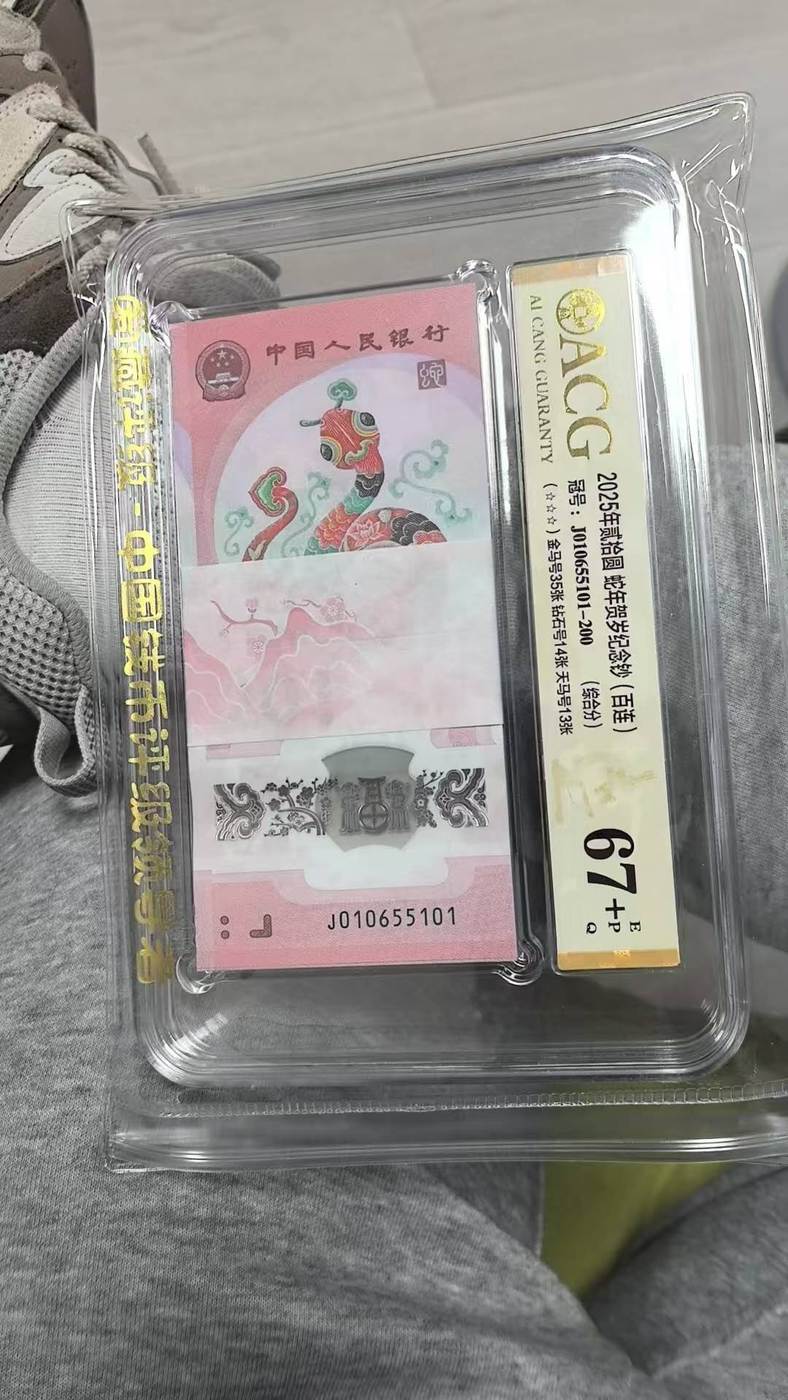 中国人民银行
J010655101
ACG
AI CANG GUARANTY
2025年贰拾圆 蛇年贺岁纪念钞（百连）
冠号：J010655101-200 （综合分）
（☆☆☆）金马号35张 钻石号14张 天马号13张
67+
E
P
Q
爱藏评级·中国钱币评级领导者